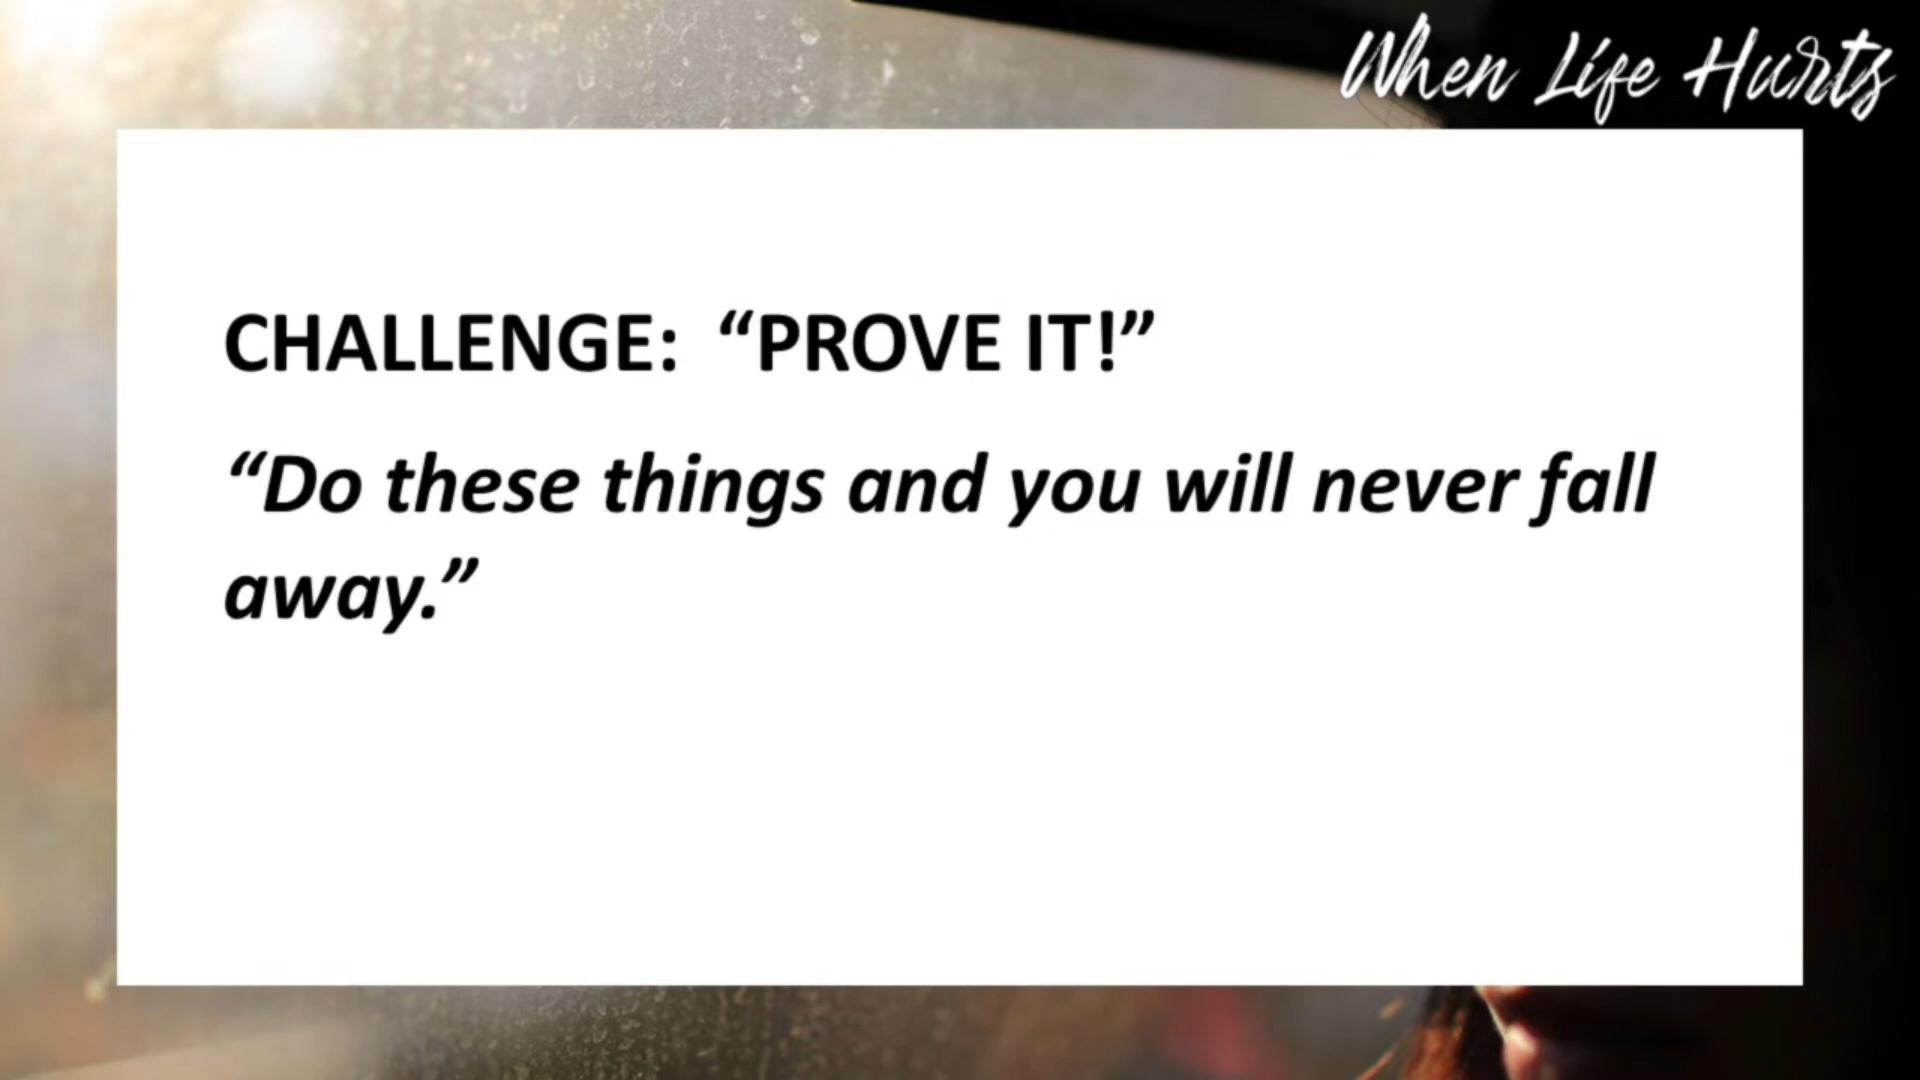 When Life Hurts
CHALLENGE:  “PROVE IT!”
“Do these things and you will never fall
away.”